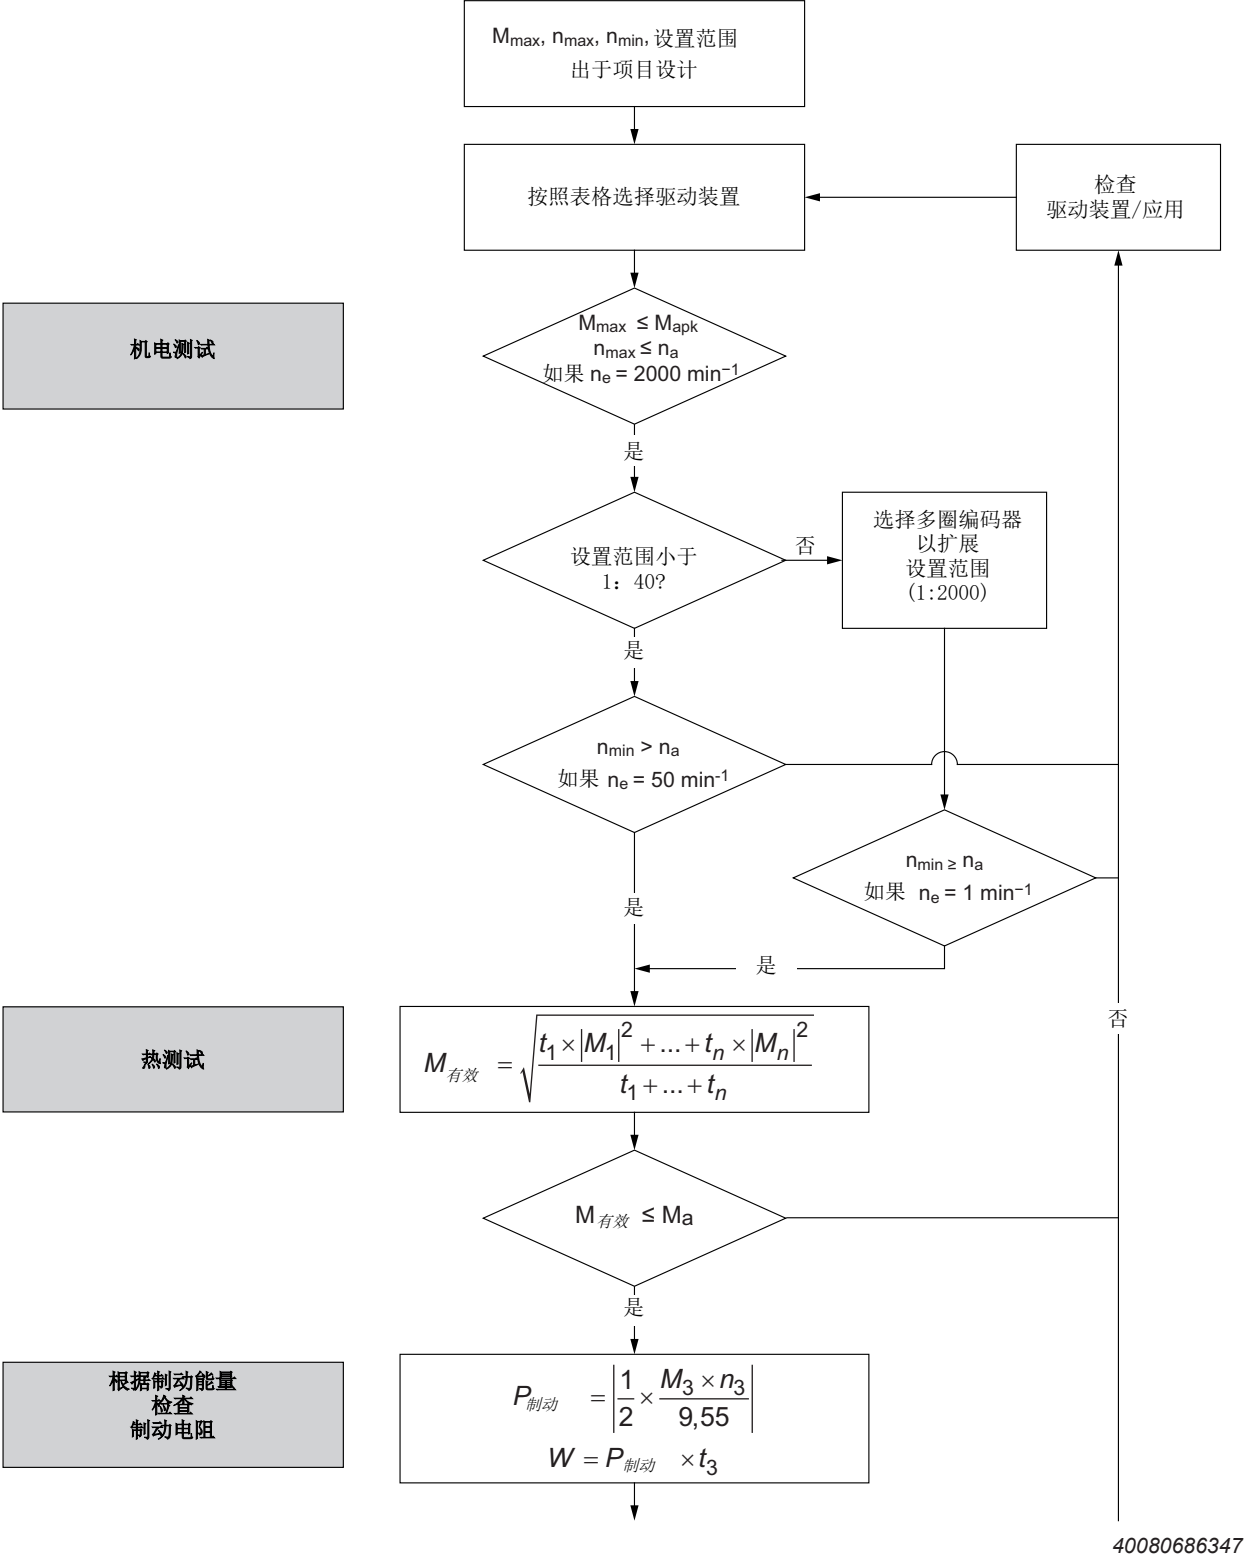 Mmax, nmax, nmin, 设置范围
出于项目设计
按照表格选择驱动装置
检查
驱动装置/应用
机电测试
Mmax ≤ Mapk
nmax ≤ na
如果 ne = 2000 min−1
是
设置范围小于
1：40?
否
选择多圈编码器
以扩展
设置范围
(1:2000)
是
nmin > na
如果 ne = 50 min-1
nmin ≥ na
如果 ne = 1 min−1
是
是
否
热测试
M有效 = √(t1 × |M1|2 + ... + tn × |Mn|2 / t1 + ... + tn)
M有效 ≤ Ma
是
根据制动能量
检查
制动电阻
P制动 = |1/2 × M3 × n3 / 9,55|
W = P制动 × t3
40080686347